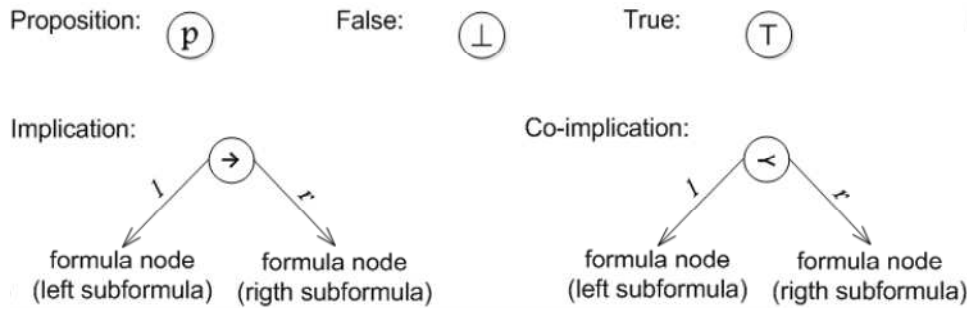 Proposition: p False: ⊥ True: ⊤
Implication: → Co-implication: ⤙
l r l r
formula node formula node formula node formula node
(left subformula) (rigth subformula) (left subformula) (rigth subformula)